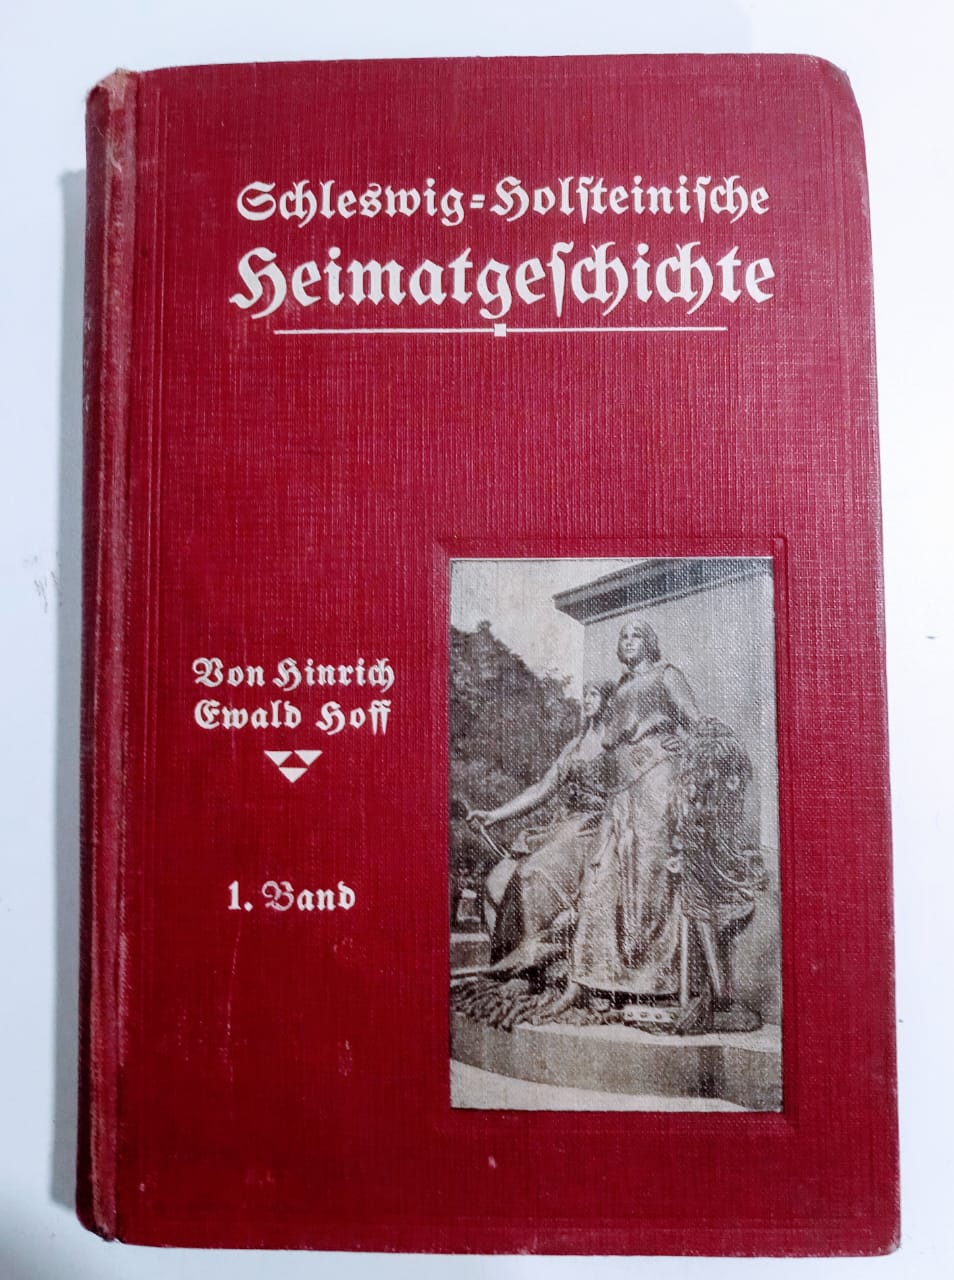 Schleswig=Holſteiniſche
Heimatgeſchichte
Von Hinrich
Ewald Hoff
1. Band